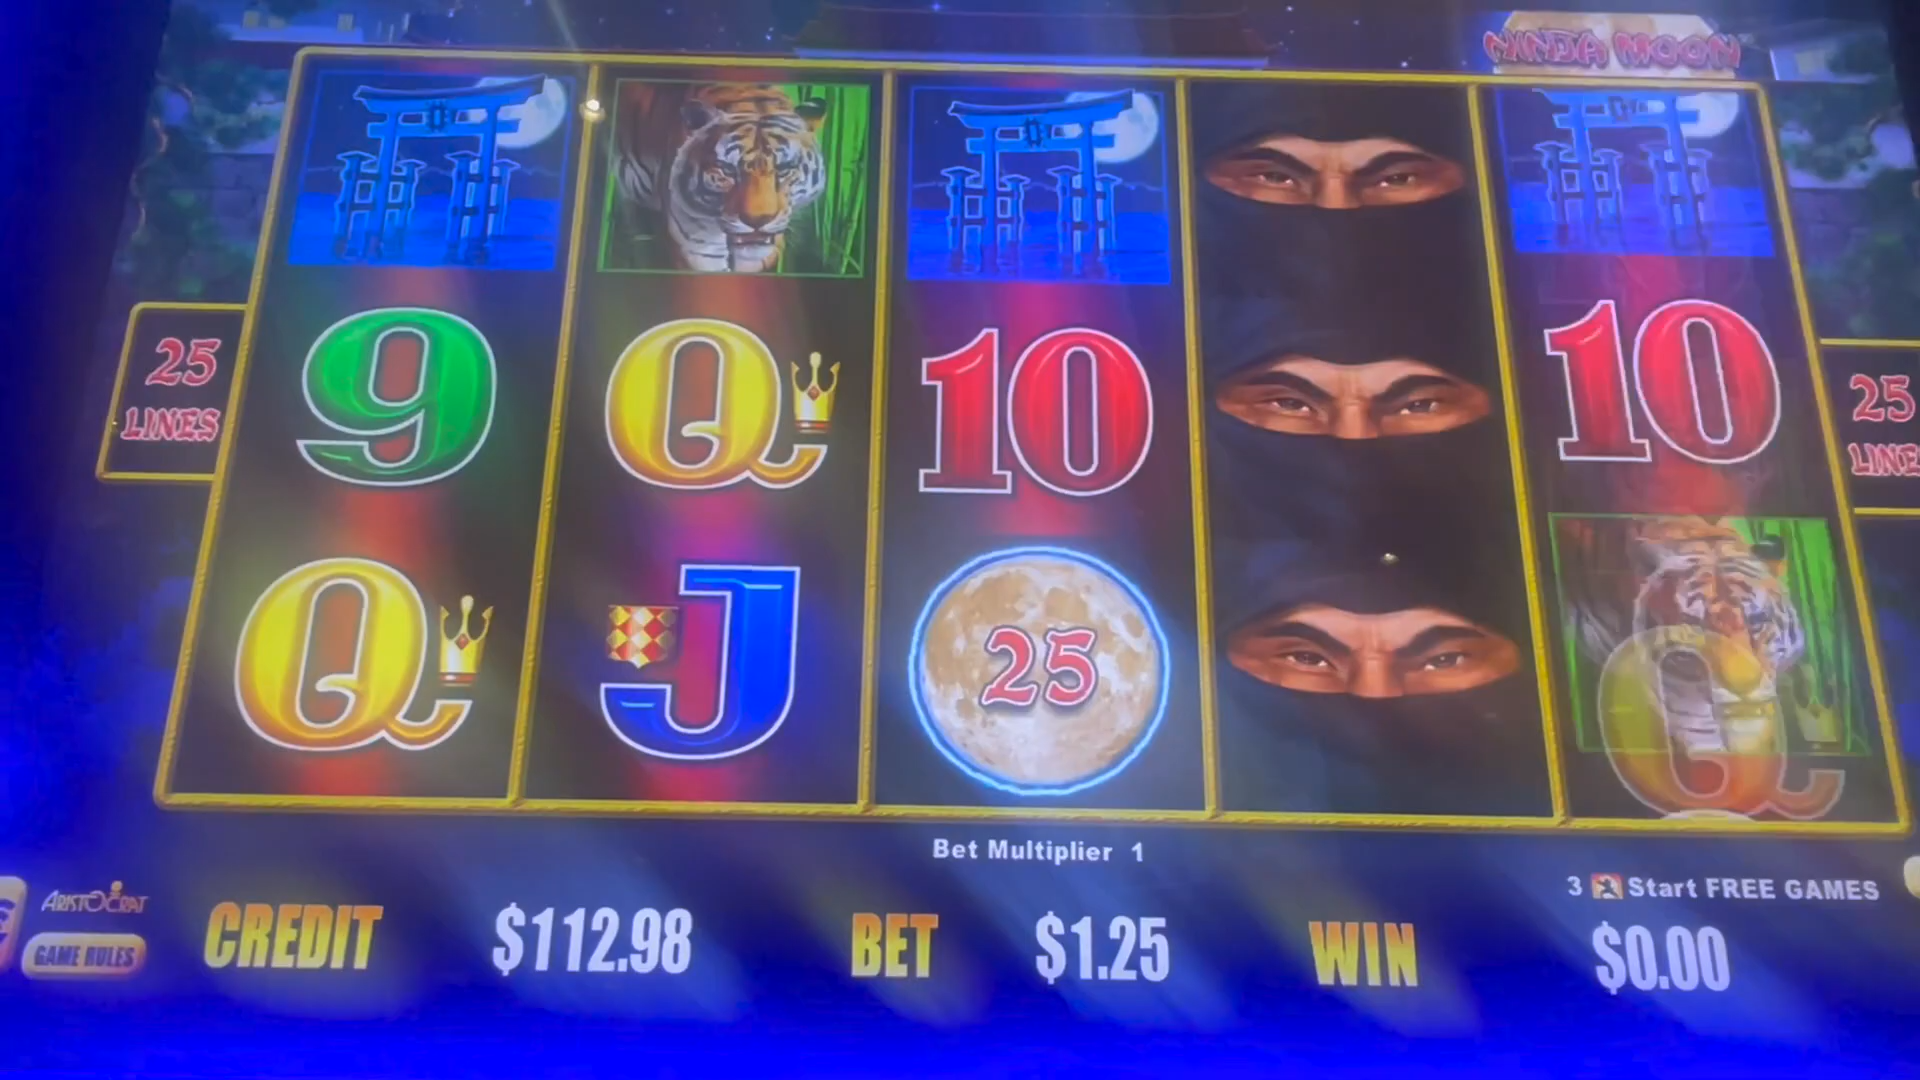 NINJA MOON
25
LINES
9
Q
10
10
25
LINE
Q
J
25
Q
Bet Multiplier 1
3 Start FREE GAMES
ARISTOCRAT
GAME RULES
CREDIT $112.98 BET $1.25 WIN $0.00